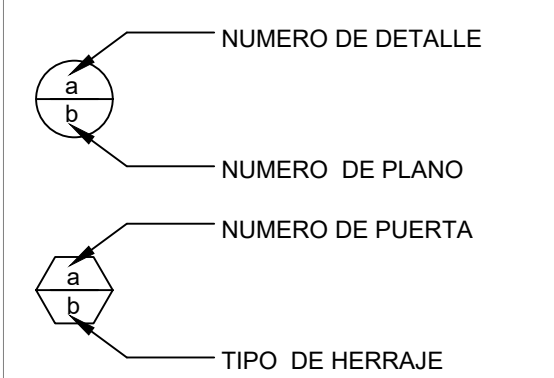 NUMERO DE DETALLE
a
b
NUMERO DE PLANO
NUMERO DE PUERTA
a
b
TIPO DE HERRAJE